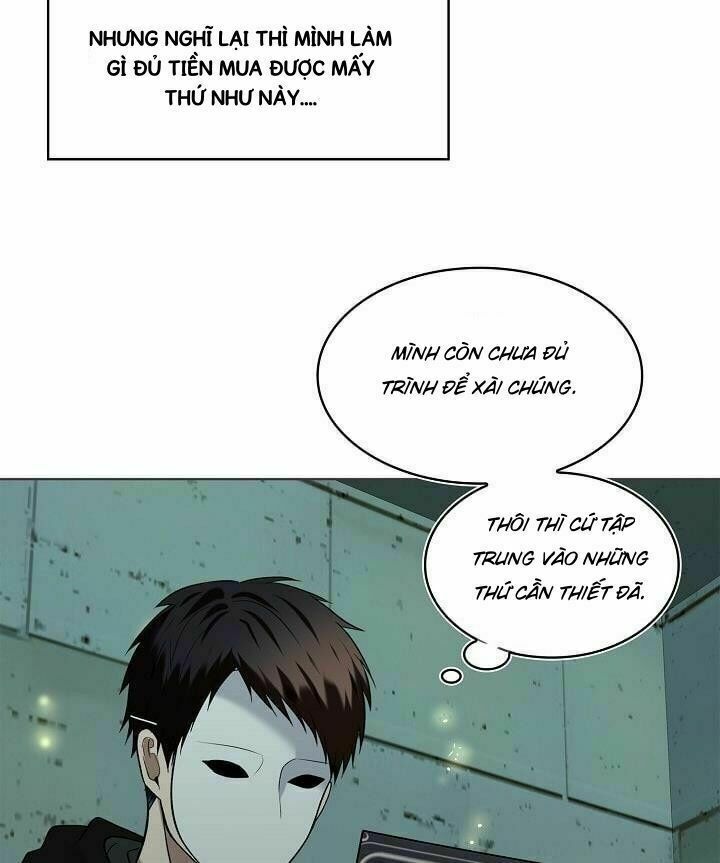 NHƯNG NGHĨ LẠI THÌ MÌNH LÀM
GÌ ĐỦ TIỀN MUA ĐƯỢC MẤY
THỨ NHƯ NÀY....
MÌNH CÒN CHƯA ĐỦ
TRÌNH ĐỂ XÀI CHÚNG.
THÔI THÌ CỨ TẬP
TRUNG VÀO NHỮNG
THỨ CẦN THIẾT ĐÃ.